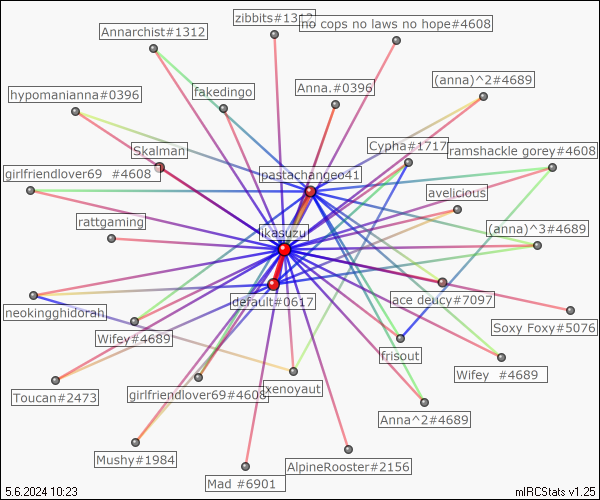 zibbits#1312
no cops no laws no hope#4608
Annarchist#1312
(anna)^2#4689
fakedingo
Anna.#0396
hypomanianna#0396
Cypha#1717
Skalman
ramshackle gorey#4608
girlfriendlover69 #4608
pastachangeo41
avelicious
rattgaming
ikasuzu
(anna)^3#4689
default#0617
ace deucy#7097
neokingghidorah
Soxy Foxy#5076
Wifey#4689
frisout
Wifey #4689
Toucan#2473
girlfriendlover69#4608
xenoyaut
Anna^2#4689
Mushy#1984
AlpineRooster#2156
Mad #6901
5.6.2024 10:23
mIRCStats v1.25